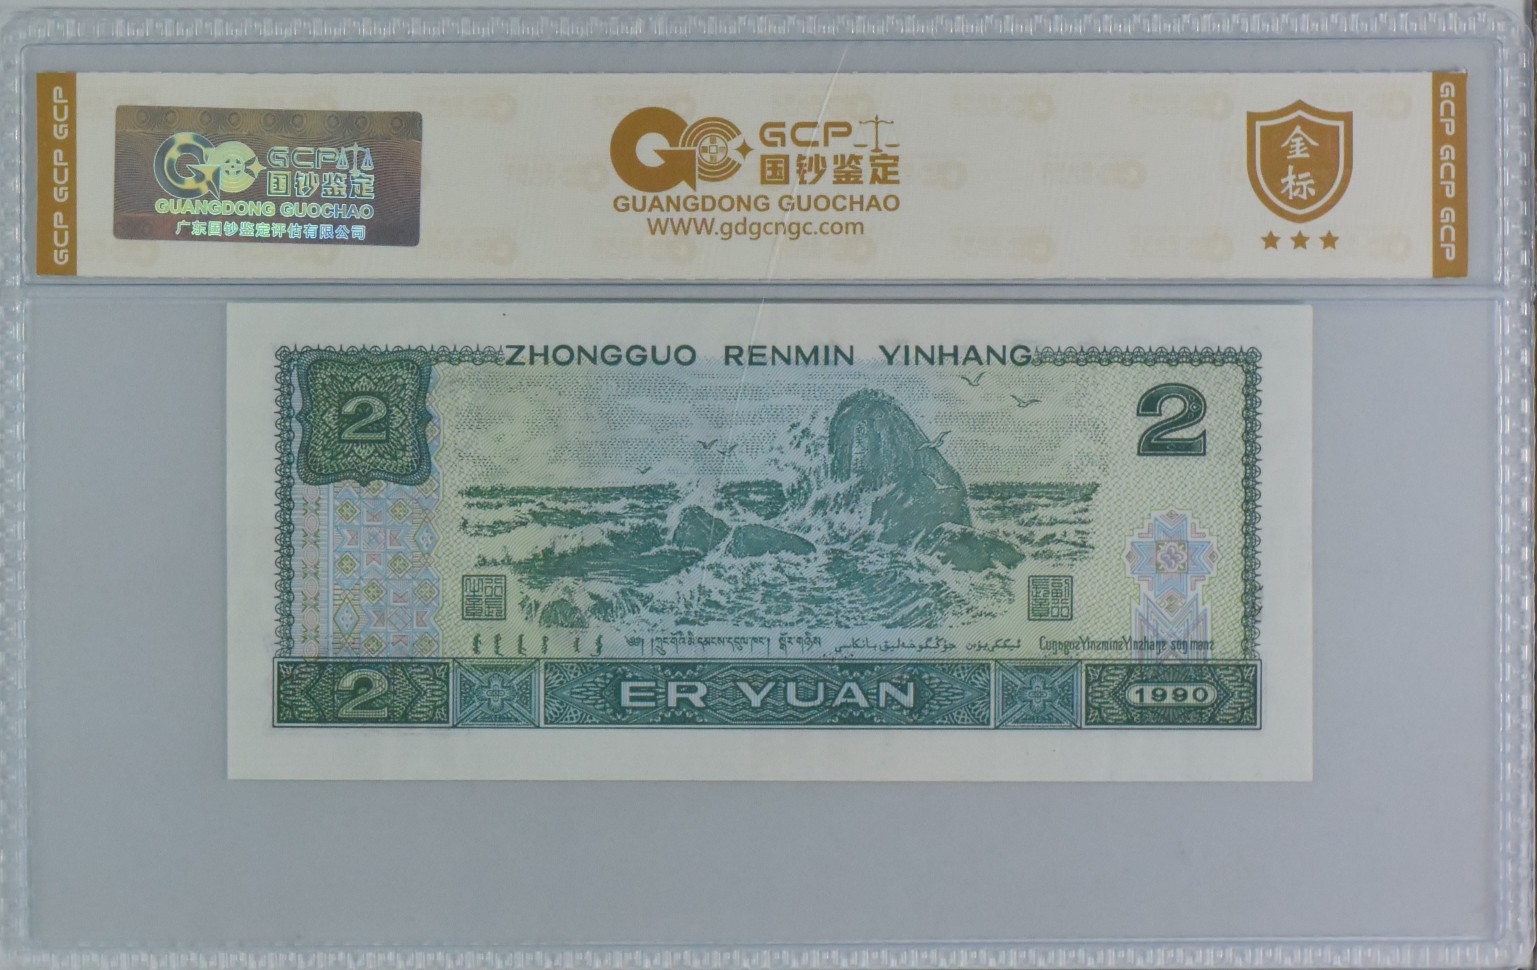 GCP GCP GCP
GCP
国钞鉴定
GUANGDONG GUOCHAO
广东国钞鉴定评估有限公司
GCP
国钞鉴定
GUANGDONG GUOCHAO
WWW.gdgcngc.com
金标
GCP GCP GCP
ZHONGGUO RENMIN YINHANG
2
2
2
ER YUAN
1990